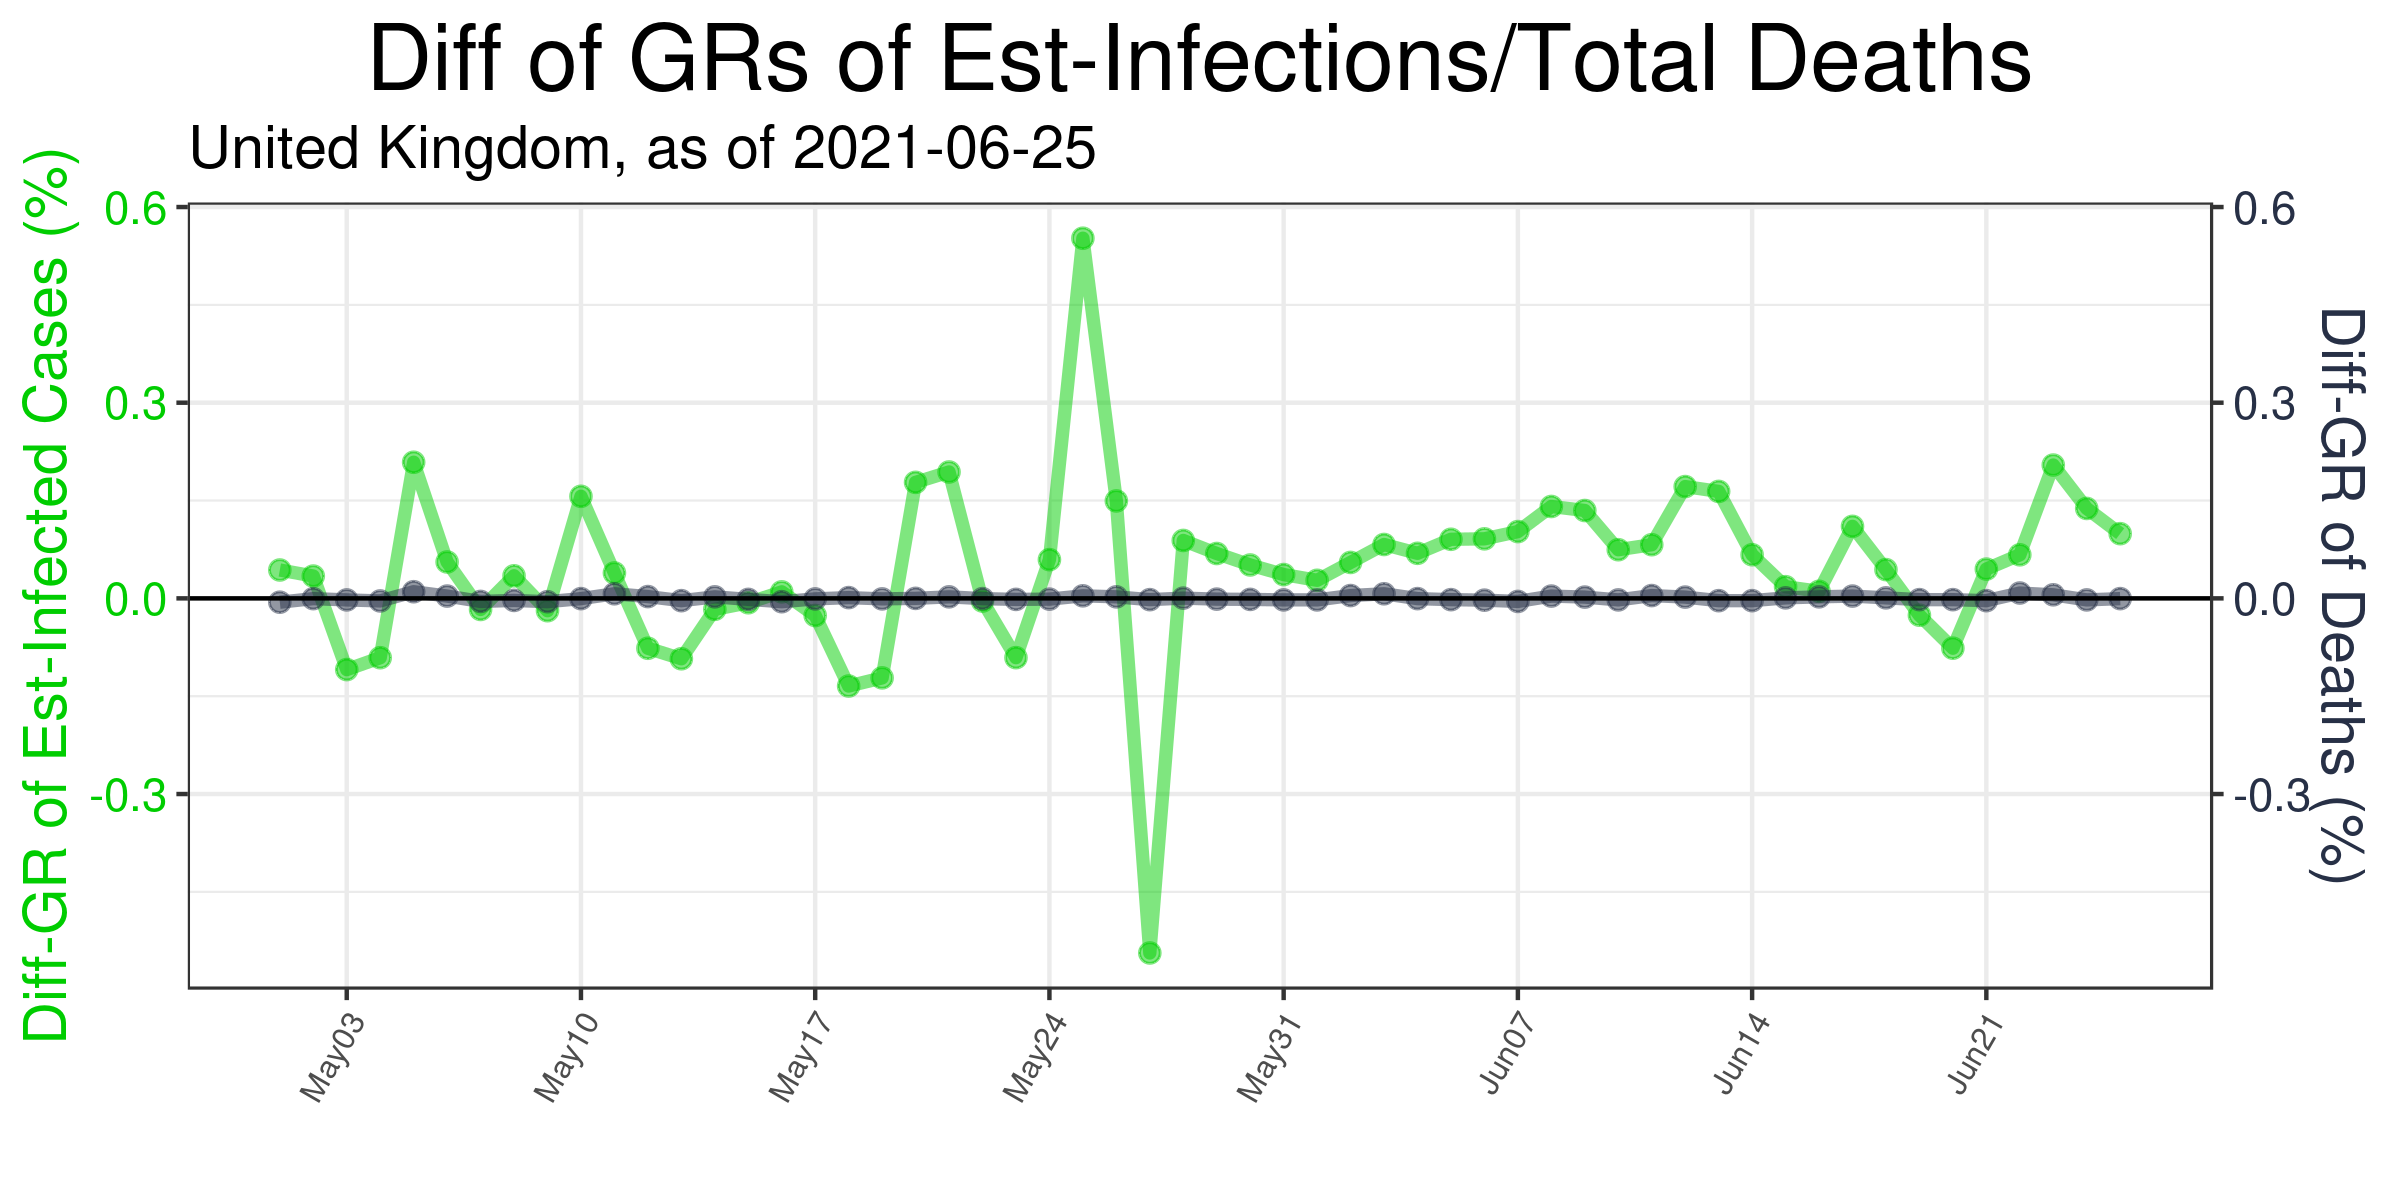 Diff of GRs of Est-Infections/Total Deaths
United Kingdom, as of 2021-06-25
Diff-GR of Est-Infected Cases (%)
0.6
0.3
0.0
-0.3
0.6
0.3
0.0
-0.3
Diff-GR of Deaths (%)
May03
May10
May17
May24
May31
Jun07
Jun14
Jun21